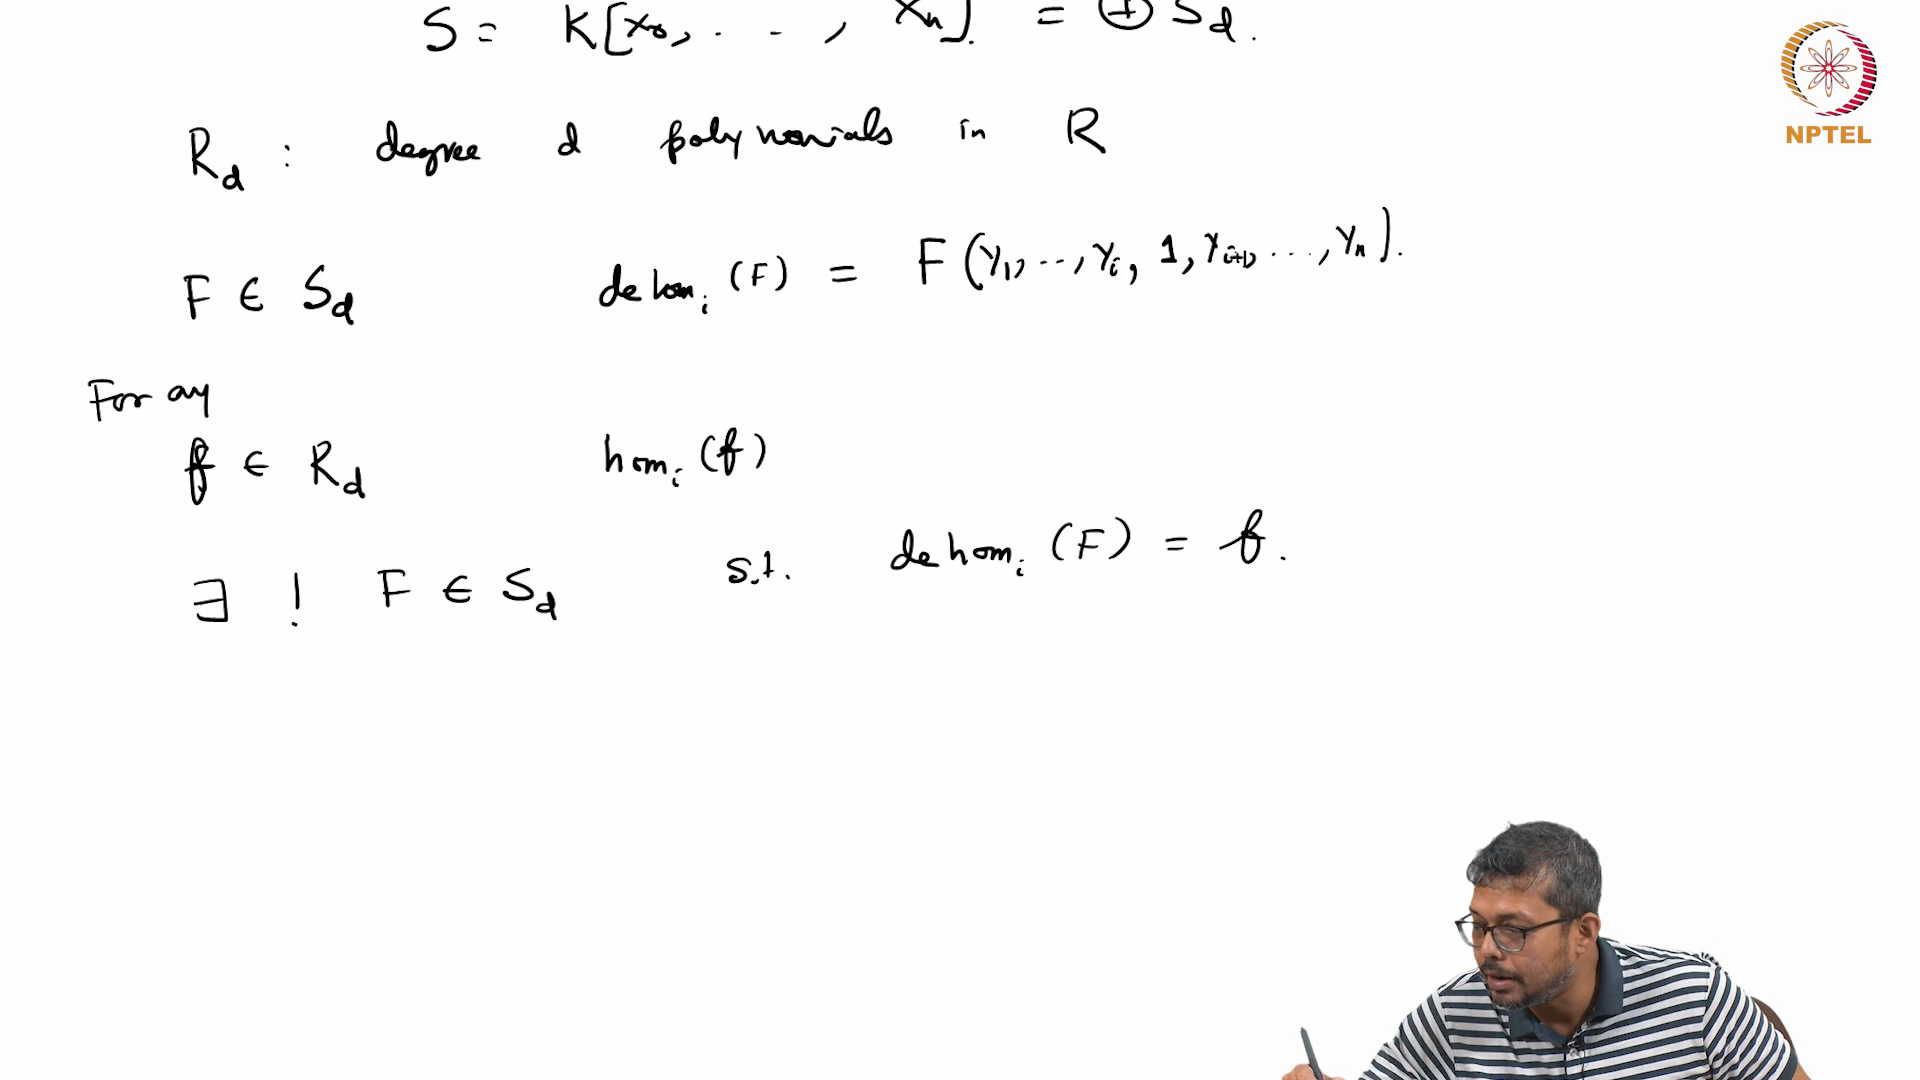 S = K[X₀, . . . , Xₙ]. = ⊕ S_d.
R_d : degree d polynomials in R
F ∈ S_d dehom_i (F) = F(Y₁, .., Y_i, 1, Y_{i+1}, ..., Y_n).
For any
f ∈ R_d hom_i (f)
∃ ! F ∈ S_d s.t. dehom_i (F) = f.
NPTEL